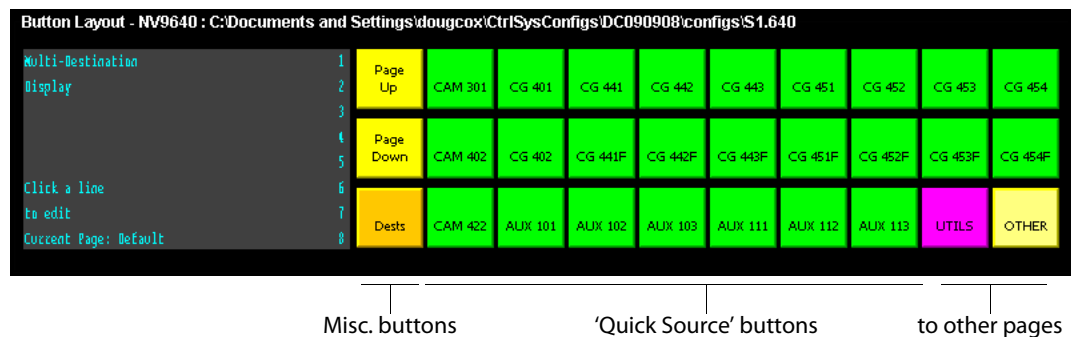 Button Layout - NV9640 : C:\Documents and Settings\dougcox\CtrlSysConfigs\DC090908\configs\S1.640
Multi-Destination 1
Display 2
3
4
5
Click a line 6
to edit 7
Current Page: Default 8
Page Up CAM 301 CG 401 CG 441 CG 442 CG 443 CG 451 CG 452 CG 453 CG 454
Page Down CAM 402 CG 402 CG 441F CG 442F CG 443F CG 451F CG 452F CG 453F CG 454F
Dests CAM 422 AUX 101 AUX 102 AUX 103 AUX 111 AUX 112 AUX 113 UTILS OTHER
Misc. buttons ‘Quick Source’ buttons to other pages